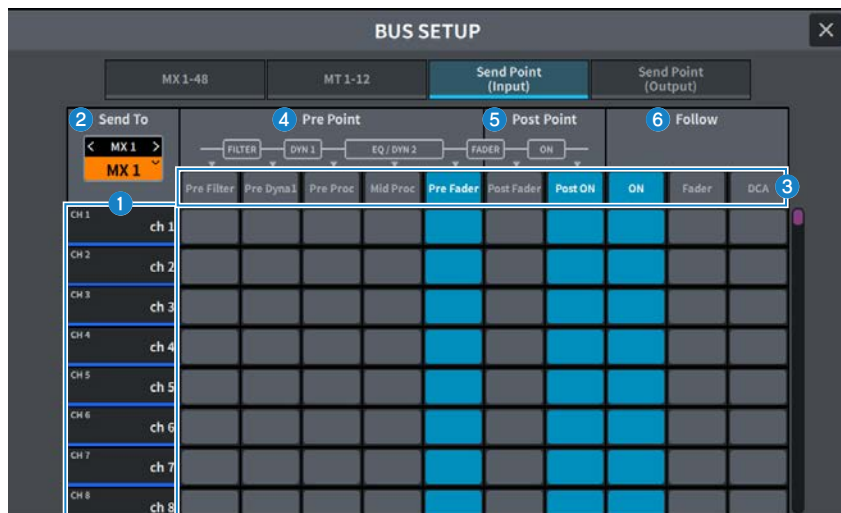 BUS SETUP ×
MX 1-48
MT 1-12
Send Point
(Input)
Send Point
(Output)
2 Send To
4 Pre Point
5 Post Point
6 Follow
< MX 1 >
MX 1
FILTER
DYN 1
EQ / DYN 2
FADER
ON
Pre Filter Pre Dyna1 Pre Proc Mid Proc Pre Fader Post Fader Post ON ON Fader DCA 3
1
CH 1
ch 1
CH 2
ch 2
CH 3
ch 3
CH 4
ch 4
CH 5
ch 5
CH 6
ch 6
CH 7
ch 7
CH 8
ch 8